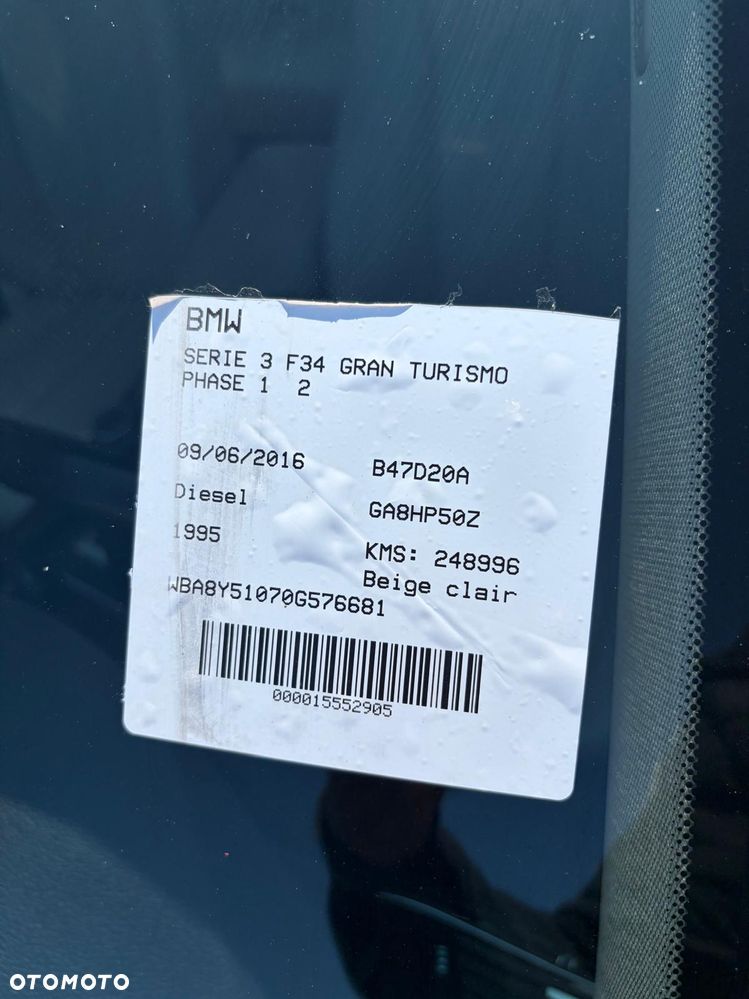 BMW
SERIE 3 F34 GRAN TURISMO
PHASE 1 2
09/06/2016
B47D20A
Diesel
GA8HP50Z
1995
KMS: 248996
Beige clair
WBA8Y51070G576681
000015552905
OTOMOTO